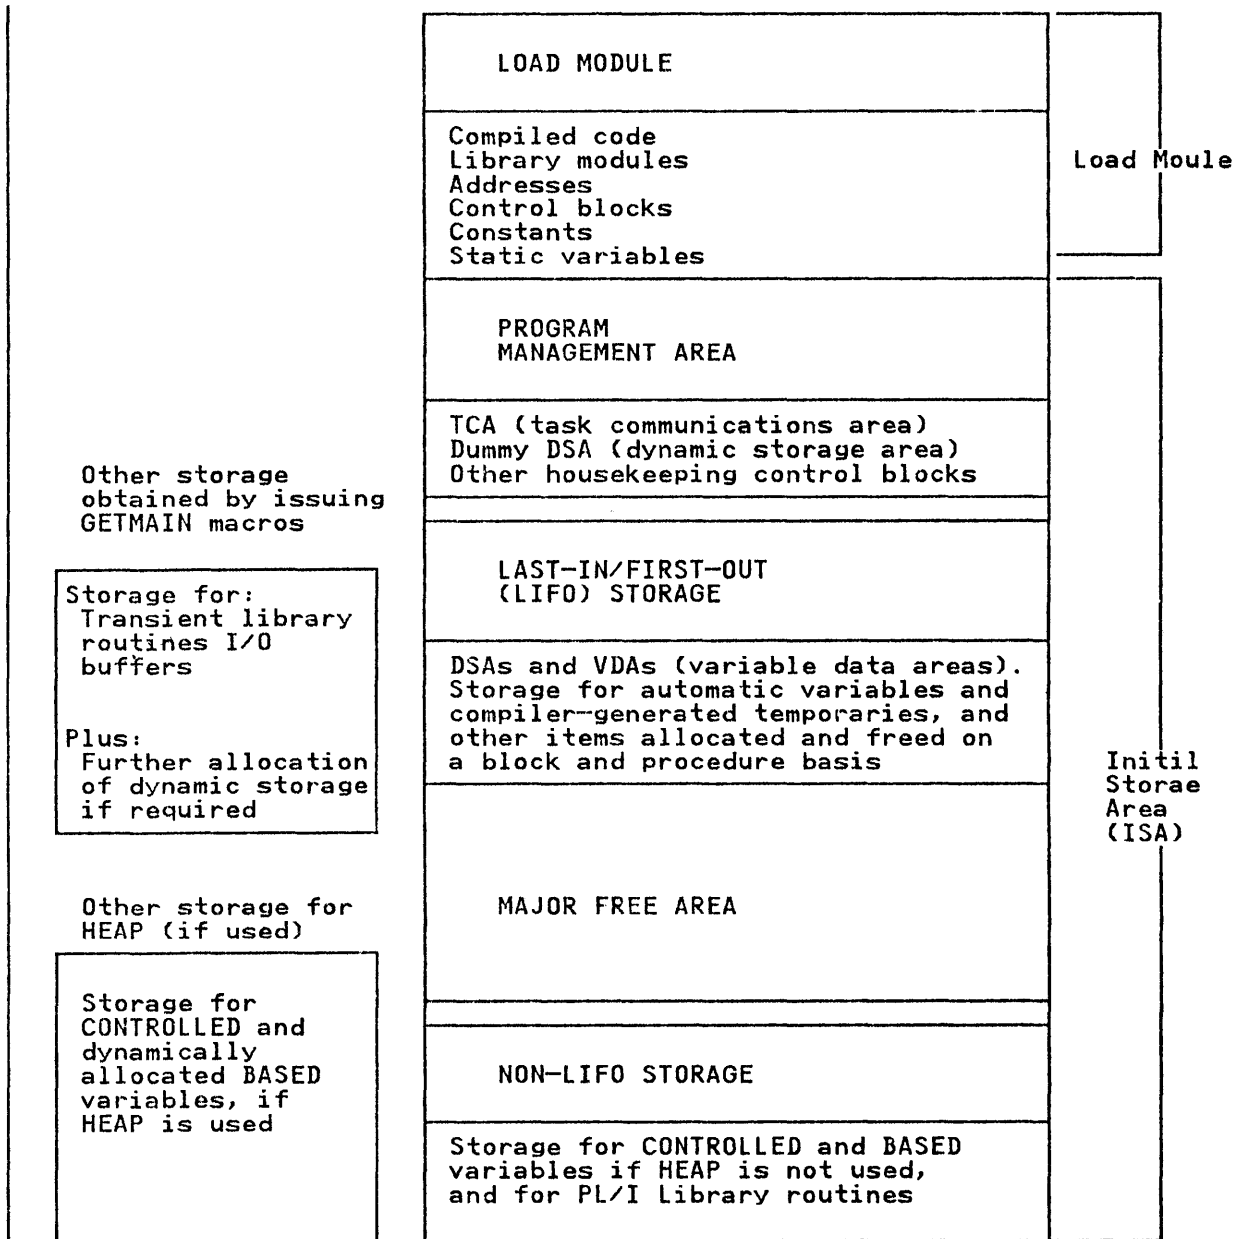 LOAD MODULE
Compiled code
Library modules
Addresses
Control blocks
Constants
Static variables
Load Moule
PROGRAM
MANAGEMENT AREA
TCA (task communications area)
Dummy DSA (dynamic storage area)
Other housekeeping control blocks
Other storage
obtained by issuing
GETMAIN macros
Storage for:
Transient library
routines I/O
buffers
Plus:
Further allocation
of dynamic storage
if required
LAST-IN/FIRST-OUT
(LIFO) STORAGE
DSAs and VDAs (variable data areas).
Storage for automatic variables and
compiler-generated temporaries, and
other items allocated and freed on
a block and procedure basis
Initil
Storae
Area
(ISA)
MAJOR FREE AREA
Other storage for
HEAP (if used)
Storage for
CONTROLLED and
dynamically
allocated BASED
variables, if
HEAP is used
NON-LIFO STORAGE
Storage for CONTROLLED and BASED
variables if HEAP is not used,
and for PL/I Library routines